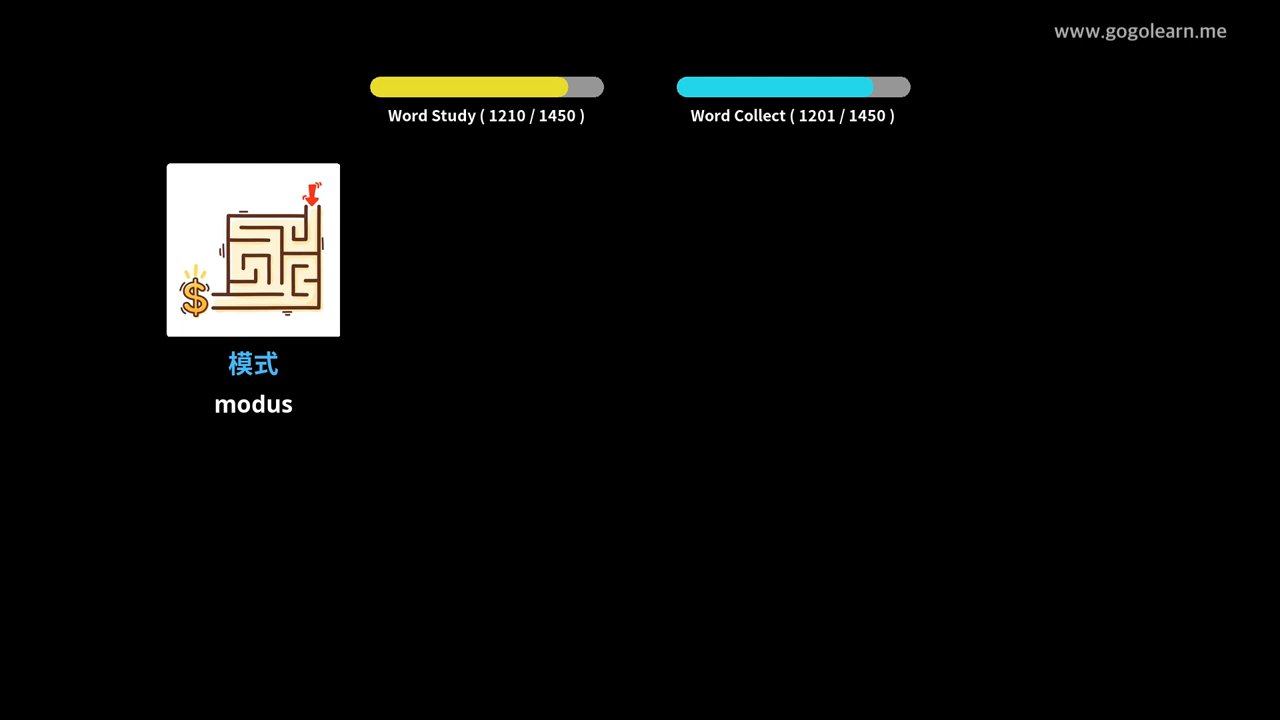 www.gogolearn.me
Word Study ( 1210 / 1450 )
Word Collect ( 1201 / 1450 )
$
模式
modus